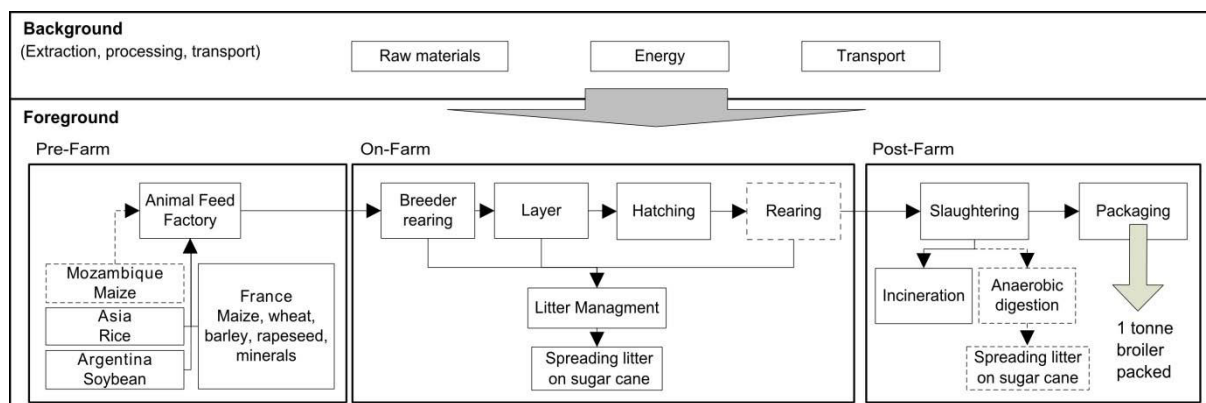 Background
(Extraction, processing, transport)
Raw materials
Energy
Transport
Foreground
Pre-Farm
On-Farm
Post-Farm
Animal Feed
Factory
Breeder
rearing
Layer
Hatching
Rearing
Slaughtering
Packaging
Mozambique
Maize
Asia
Rice
Argentina
Soybean
France
Maize, wheat,
barley, rapeseed,
minerals
Litter Managment
Spreading litter
on sugar cane
Incineration
Anaerobic
digestion
Spreading litter
on sugar cane
1 tonne
broiler
packed